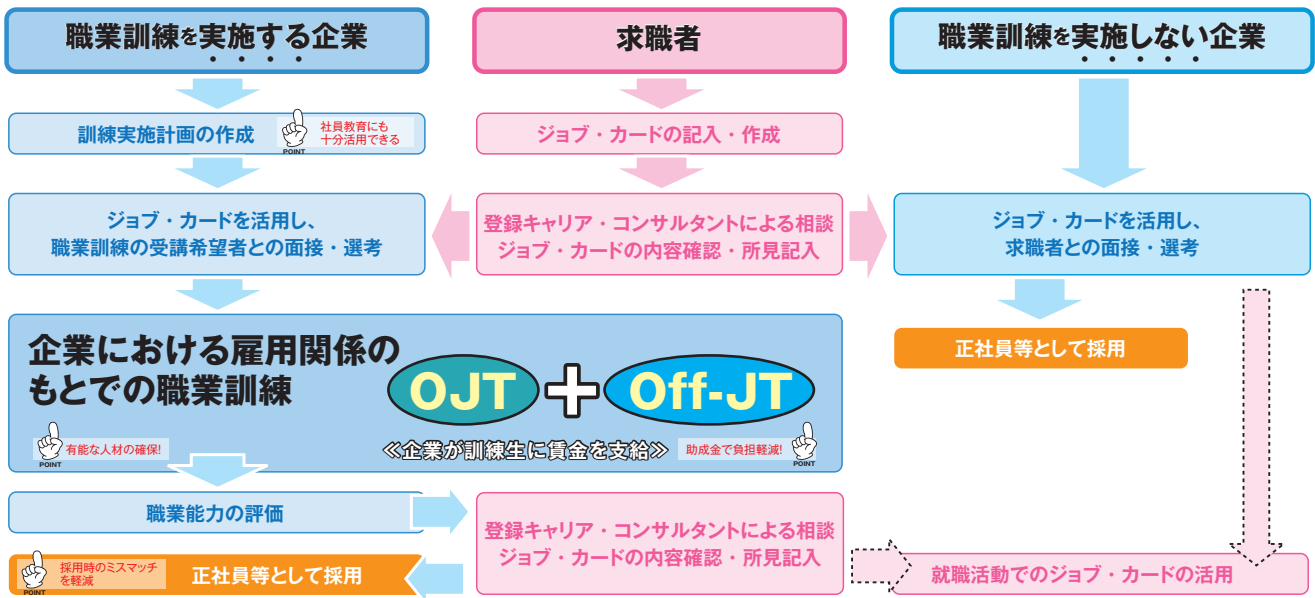 職業訓練を実施する企業
求職者
職業訓練を実施しない企業
訓練実施計画の作成
POINT
社員教育にも
十分活用できる
ジョブ・カードの記入・作成
ジョブ・カードを活用し、
職業訓練の受講希望者との面接・選考
登録キャリア・コンサルタントによる相談
ジョブ・カードの内容確認・所見記入
ジョブ・カードを活用し、
求職者との面接・選考
企業における雇用関係の
もとでの職業訓練
OJT + Off-JT
≪企業が訓練生に賃金を支給≫
POINT
有能な人材の確保!
助成金で負担軽減!
POINT
正社員等として採用
職業能力の評価
登録キャリア・コンサルタントによる相談
ジョブ・カードの内容確認・所見記入
POINT
採用時のミスマッチ
を軽減
正社員等として採用
就職活動でのジョブ・カードの活用